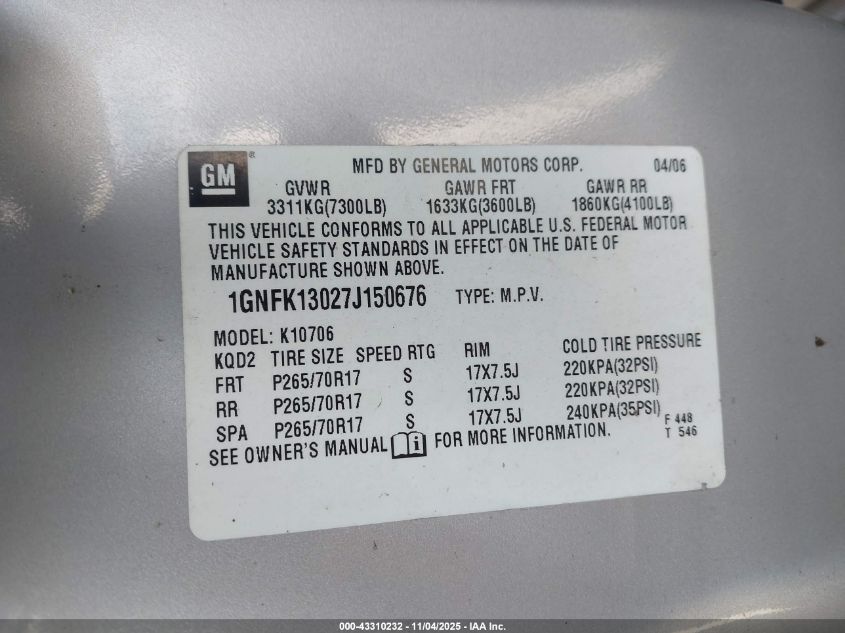 GM ® MFD BY GENERAL MOTORS CORP. 04/06
GVWR GAWR FRT GAWR RR
3311KG(7300LB) 1633KG(3600LB) 1860KG(4100LB)
THIS VEHICLE CONFORMS TO ALL APPLICABLE U.S. FEDERAL MOTOR
VEHICLE SAFETY STANDARDS IN EFFECT ON THE DATE OF
MANUFACTURE SHOWN ABOVE.
1GNFK13027J150676 TYPE: M.P.V.
MODEL: K10706
KQD2 TIRE SIZE SPEED RTG RIM COLD TIRE PRESSURE
FRT P265/70R17 S 17X7.5J 220KPA(32PSI)
RR P265/70R17 S 17X7.5J 220KPA(32PSI)
SPA P265/70R17 S 17X7.5J 240KPA(35PSI) F 448
SEE OWNER'S MANUAL i FOR MORE INFORMATION. T 546
000-43310232 - 11/04/2025 - IAA Inc.